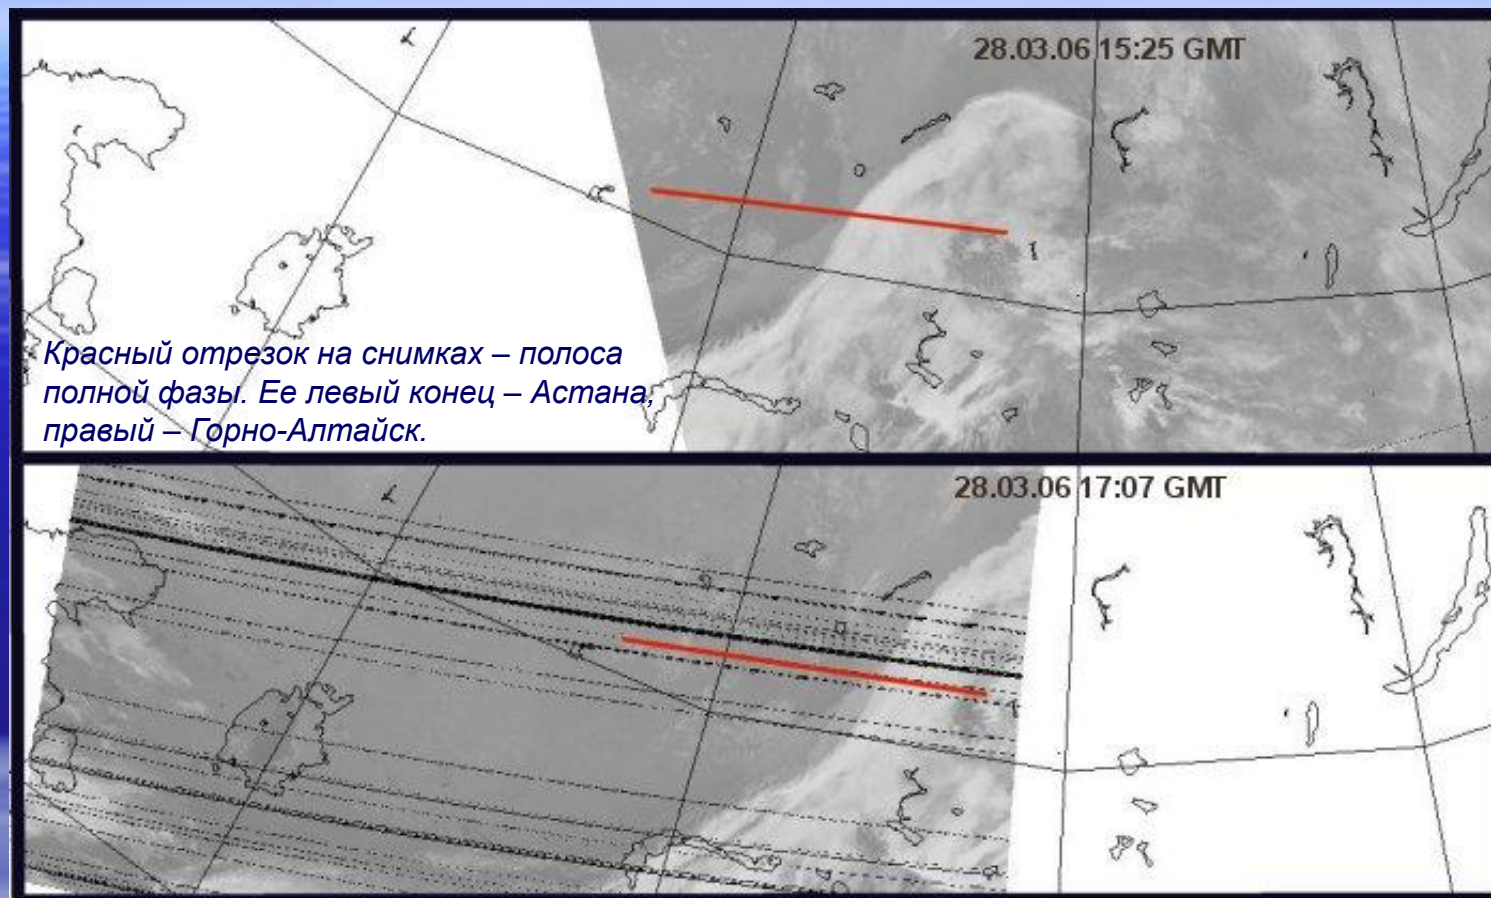 28.03.06 15:25 GMT
Красный отрезок на снимках – полоса
полной фазы. Ее левый конец – Астана,
правый – Горно-Алтайск.
28.03.06 17:07 GMT